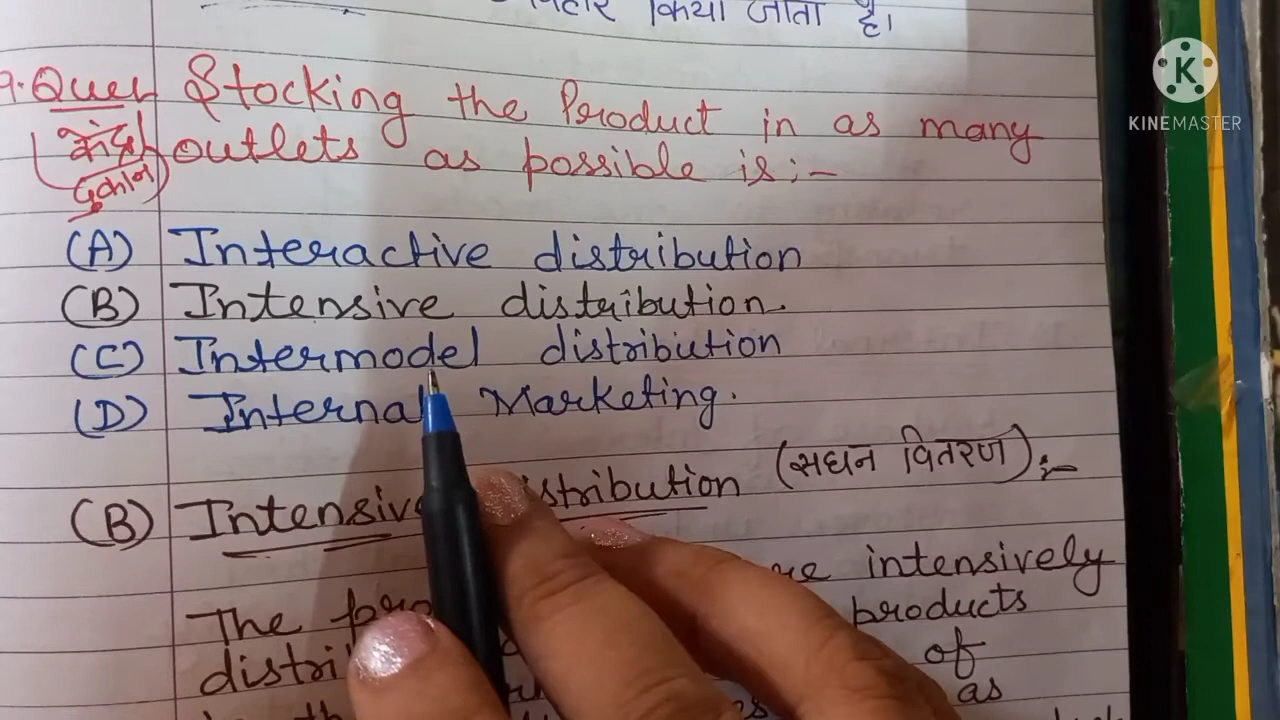 किया जाता है।
9. Ques Stocking the Product in as many
outlets as possible is:-
दुकान
(A) Interactive distribution
(B) Intensive distribution.
(C) Intermodel distribution
(D) Internal Marketing.
(B) Intensive distribution (सघन वितरण):-
The intensively
products
of
as
KINEMASTER